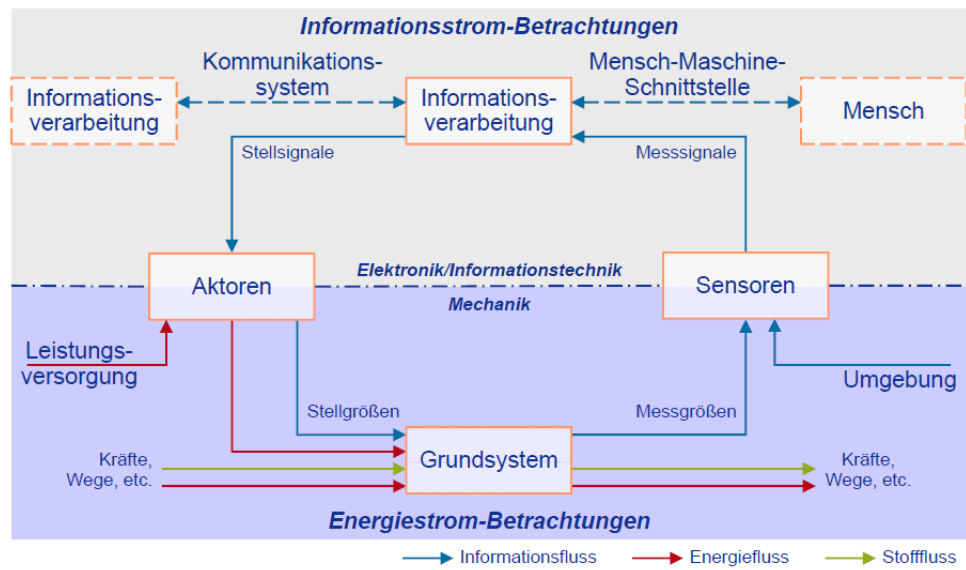 Informationsstrom-Betrachtungen
Kommunikations-
system
Mensch-Maschine-
Schnittstelle
Informations-
verarbeitung
Informations-
verarbeitung
Mensch
Stellsignale
Messsignale
Aktoren
Elektronik/Informationstechnik
Mechanik
Sensoren
Leistungs-
versorgung
Umgebung
Stellgrößen
Messgrößen
Grundsystem
Kräfte,
Wege, etc.
Kräfte,
Wege, etc.
Energiestrom-Betrachtungen
Informationsfluss
Energiefluss
Stofffluss